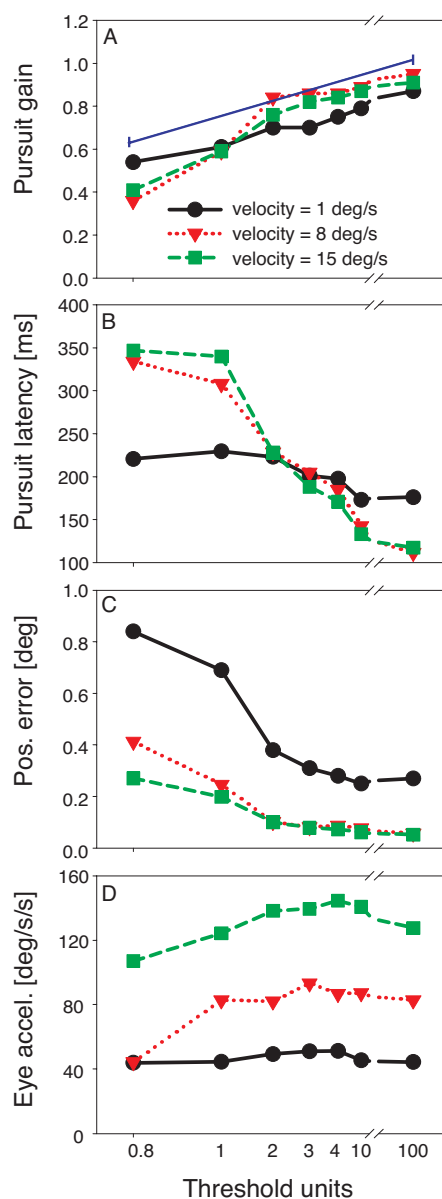 A
Pursuit gain
1.2
1.0
0.8
0.6
0.4
0.2
0.0
velocity = 1 deg/s
velocity = 8 deg/s
velocity = 15 deg/s
B
Pursuit latency [ms]
400
350
300
250
200
150
100
C
Pos. error [deg]
1.0
0.8
0.6
0.4
0.2
0.0
D
Eye accel. [deg/s/s]
160
120
80
40
0
0.8 1 2 3 4 10 100
Threshold units